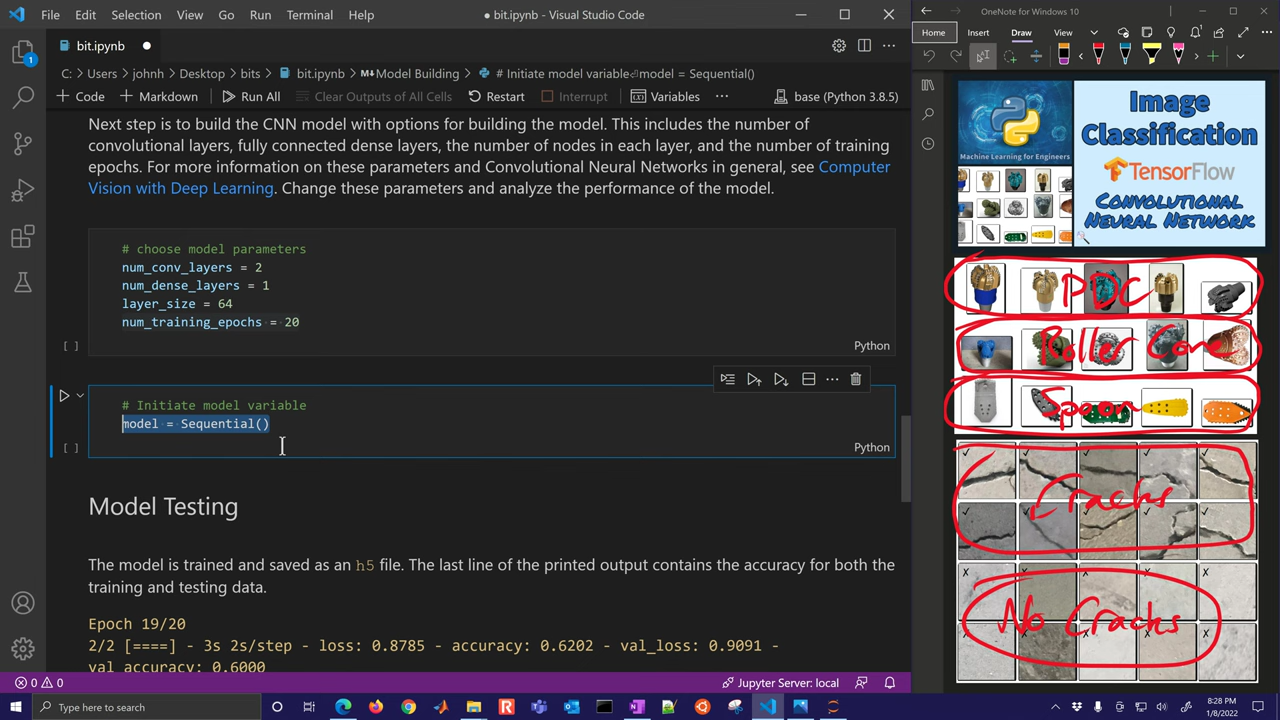 File Edit Selection View Go Run Terminal Help
● bit.ipynb - Visual Studio Code
1
bit.ipynb ●
C: > Users > johnh > Desktop > bits > bit.ipynb > M↓Model Building > # Initiate model variable⏎model = Sequential()
+ Code + Markdown Run All Clear Outputs of All Cells Restart Interrupt Variables ··· base (Python 3.8.5)
Next step is to build the CNN model with options for building the model. This includes the number of
convolutional layers, fully connected dense layers, the number of nodes in each layer, and the number of training
epochs. For more information on these parameters and Convolutional Neural Networks in general, see Computer
Vision with Deep Learning. Change these parameters and analyze the performance of the model.
# choose model parameters
num_conv_layers = 2
num_dense_layers = 1
layer_size = 64
num_training_epochs = 20
[ ] Python
# Initiate model variable
model = Sequential()
[ ] Python
Model Testing
The model is trained and saved as an h5 file. The last line of the printed output contains the accuracy for both the
training and testing data.
Epoch 19/20
2/2 [====] - 3s 2s/step - loss: 0.8785 - accuracy: 0.6202 - val_loss: 0.9091 -
val_accuracy: 0.6000
0 0
Jupyter Server: local
OneNote for Windows 10
Home Insert Draw View
Machine Learning for Engineers
Image
Classification
TensorFlow
Convolutional
Neural Network
PDC
Roller Cone
Spoon
Cracks
No Cracks
Type here to search
8:28 PM
1/8/2022